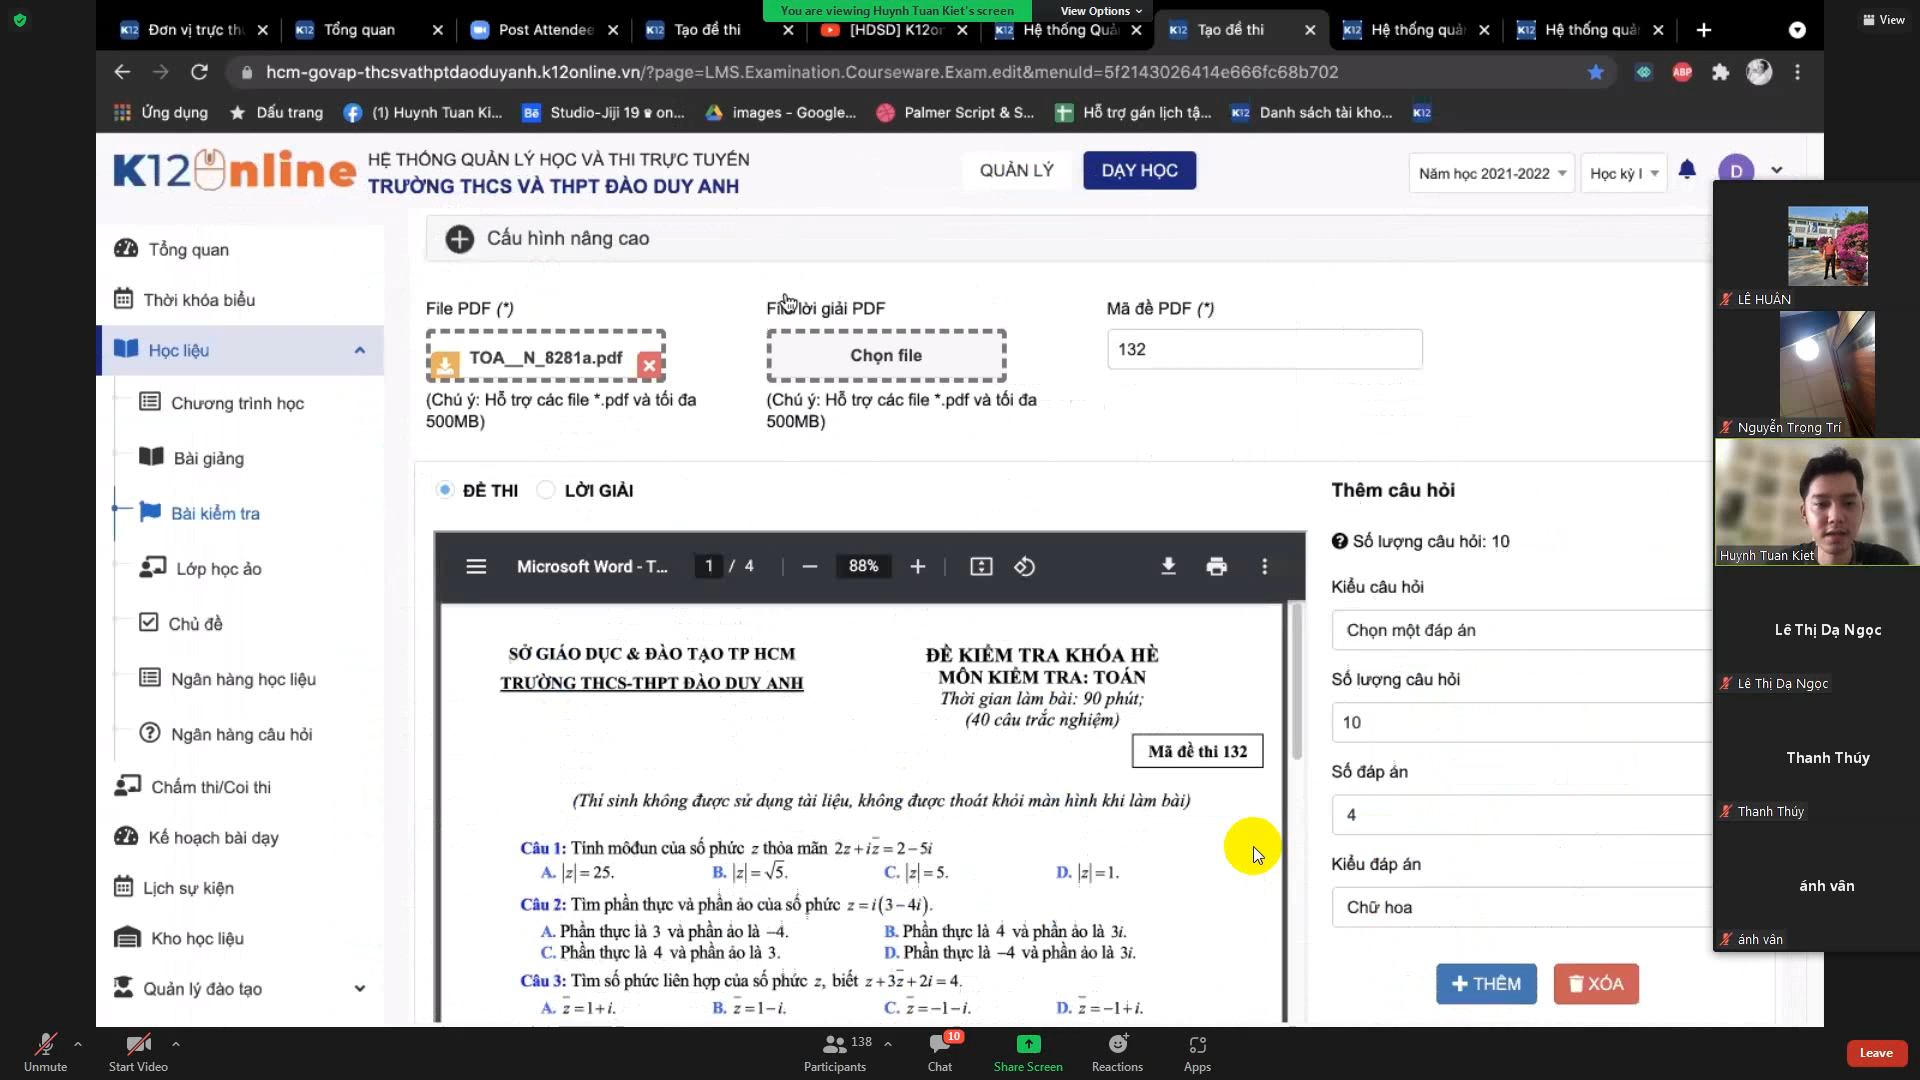 You are viewing Huynh Tuan Kiet's screen
View Options
View
Đơn vị trực th
Tổng quan
Post Attendee
Tạo đề thi
[HDSD] K12on
Hệ thống Quả
Tạo đề thi
Hệ thống quả
Hệ thống quả
hcm-govap-thcsvathptdaoduyanh.k12online.vn/?page=LMS.Examination.Courseware.Exam.edit&menuId=5f2143026414e666fc68b702
ABP
Ứng dụng
Dấu trang
(1) Huynh Tuan Ki...
Studio-Jiji 19 ♛ on...
images - Google...
Palmer Script & S...
Hỗ trợ gán lịch tậ...
Danh sách tài kho...
K12
K12Online
HỆ THỐNG QUẢN LÝ HỌC VÀ THI TRỰC TUYẾN
TRƯỜNG THCS VÀ THPT ĐÀO DUY ANH
QUẢN LÝ
DẠY HỌC
Năm học 2021-2022
Học kỳ I
D
Tổng quan
Thời khóa biểu
Học liệu
Chương trình học
Bài giảng
Bài kiểm tra
Lớp học ảo
Chủ đề
Ngân hàng học liệu
Ngân hàng câu hỏi
Chấm thi/Coi thi
Kế hoạch bài dạy
Lịch sự kiện
Kho học liệu
Quản lý đào tạo
Cấu hình nâng cao
File PDF (*)
TOA__N_8281a.pdf
(Chú ý: Hỗ trợ các file *.pdf và tối đa
500MB)
File lời giải PDF
Chọn file
(Chú ý: Hỗ trợ các file *.pdf và tối đa
500MB)
Mã đề PDF (*)
132
ĐỀ THI
LỜI GIẢI
Microsoft Word - T...
1 / 4
88%
SỞ GIÁO DỤC & ĐÀO TẠO TP HCM
TRƯỜNG THCS-THPT ĐÀO DUY ANH
ĐỀ KIỂM TRA KHÓA HÈ
MÔN KIỂM TRA: TOÁN
Thời gian làm bài: 90 phút;
(40 câu trắc nghiệm)
Mã đề thi 132
(Thí sinh không được sử dụng tài liệu, không được thoát khỏi màn hình khi làm bài)
Câu 1: Tính môđun của số phức z thỏa mãn 2z + iz̅ = 2 − 5i
A. |z| = 25. B. |z| = √5. C. |z| = 5. D. |z| = 1.
Câu 2: Tìm phần thực và phần ảo của số phức z = i(3 − 4i).
A. Phần thực là 3 và phần ảo là −4. B. Phần thực là 4 và phần ảo là 3i.
C. Phần thực là 4 và phần ảo là 3. D. Phần thực là −4 và phần ảo là 3i.
Câu 3: Tìm số phức liên hợp của số phức z, biết z + 3z̅ + 2i = 4.
A. z̅ = 1 + i. B. z̅ = 1 − i. C. z̅ = −1 − i. D. z̅ = −1 + i.
Thêm câu hỏi
Số lượng câu hỏi: 10
Kiểu câu hỏi
Chọn một đáp án
Số lượng câu hỏi
10
Số đáp án
4
Kiểu đáp án
Chữ hoa
THÊM
XÓA
LÊ HUÂN
Nguyễn Trọng Trí
Huynh Tuan Kiet
Lê Thị Dạ Ngọc
Lê Thị Dạ Ngọc
Thanh Thúy
Thanh Thúy
ánh vân
ánh vân
Unmute
Start Video
138
Participants
10
Chat
Share Screen
Reactions
Apps
Leave